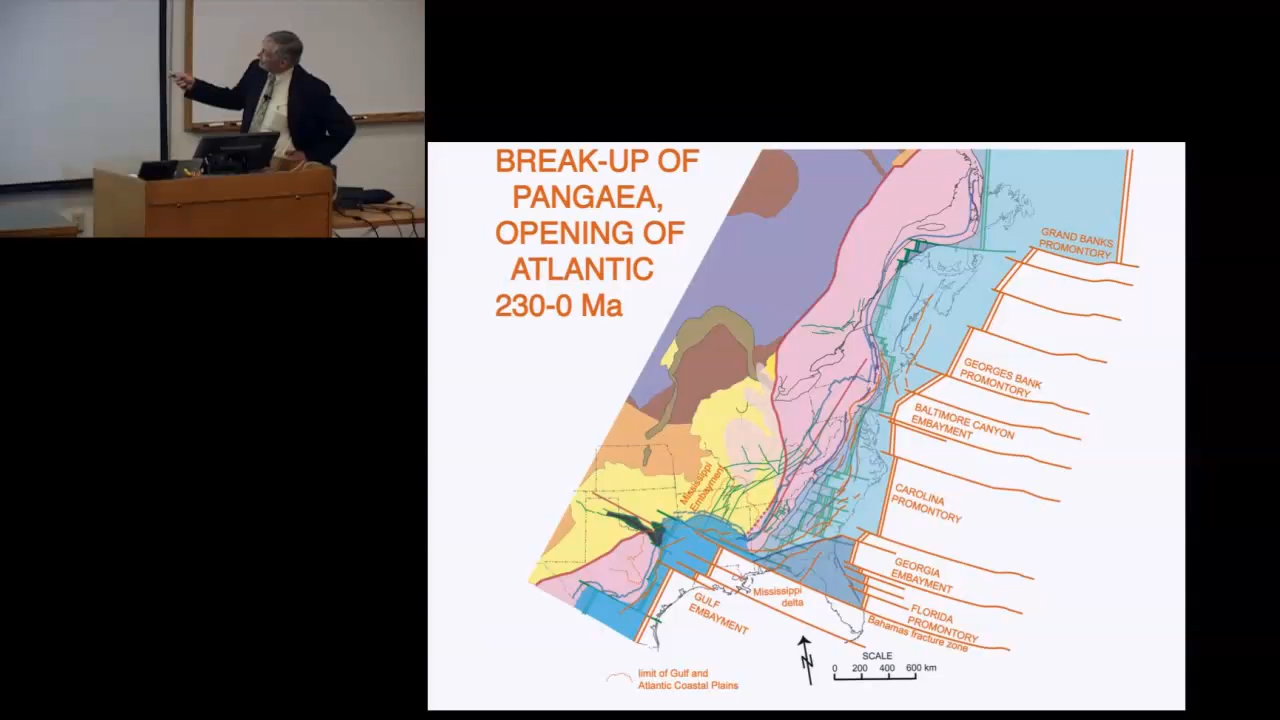 BREAK-UP OF
PANGAEA,
OPENING OF
ATLANTIC
230-0 Ma
GRAND BANKS
PROMONTORY
GEORGES BANK
PROMONTORY
BALTIMORE CANYON
EMBAYMENT
CAROLINA
PROMONTORY
GEORGIA
EMBAYMENT
FLORIDA
PROMONTORY
Bahamas fracture zone
Mississippi
Embayment
Mississippi
delta
GULF
EMBAYMENT
N
SCALE
0 200 400 600 km
limit of Gulf and
Atlantic Coastal Plains